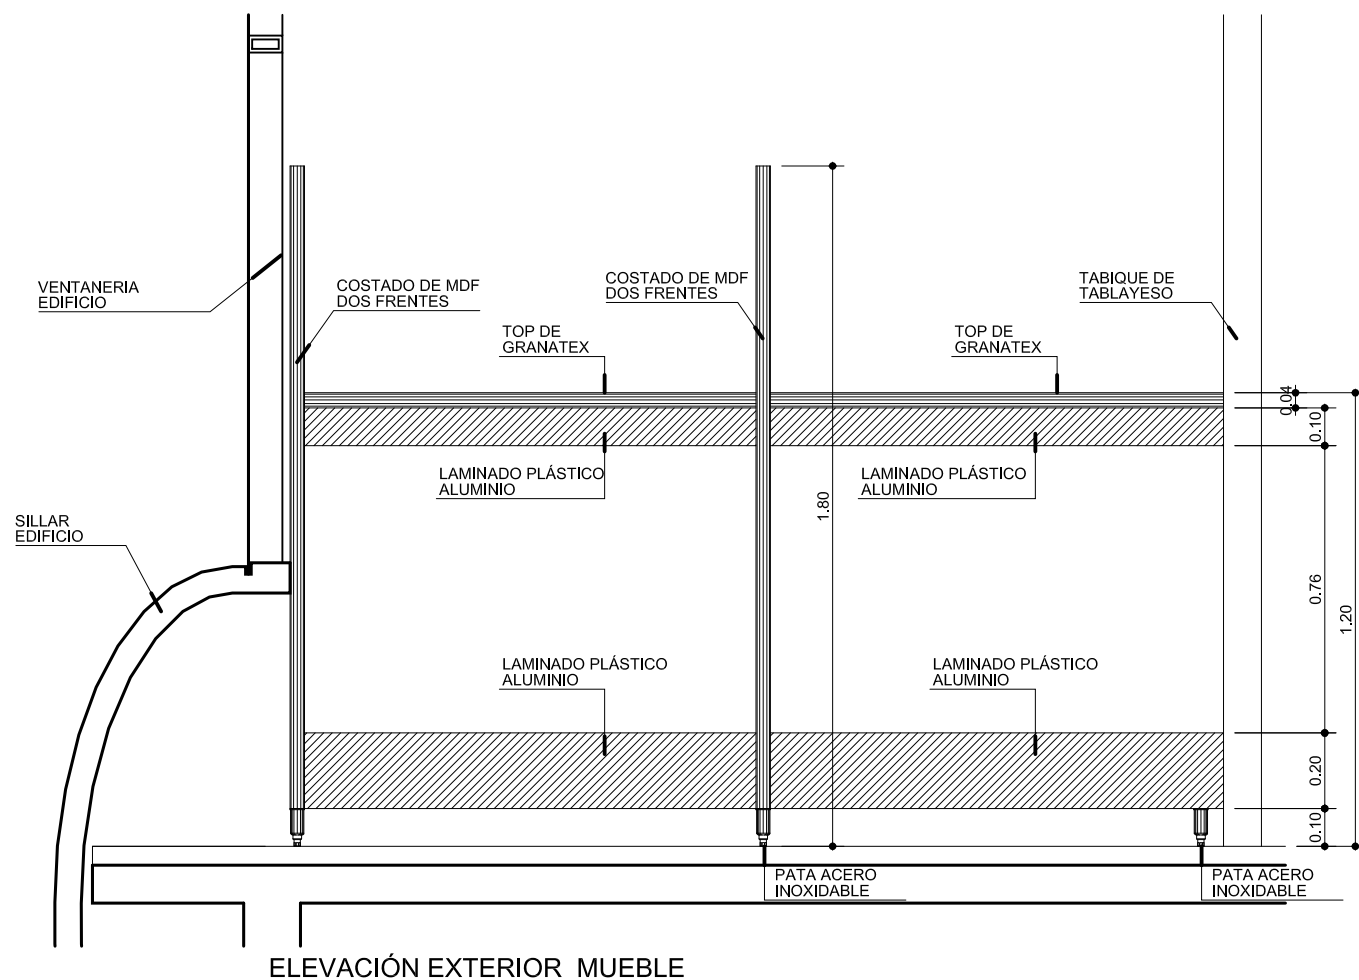 VENTANERIA
EDIFICIO
COSTADO DE MDF
DOS FRENTES
COSTADO DE MDF
DOS FRENTES
TABIQUE DE
TABLAYESO
TOP DE
GRANATEX
TOP DE
GRANATEX
0.04
0.10
LAMINADO PLÁSTICO
ALUMINIO
1.80
LAMINADO PLÁSTICO
ALUMINIO
SILLAR
EDIFICIO
0.76
1.20
LAMINADO PLÁSTICO
ALUMINIO
LAMINADO PLÁSTICO
ALUMINIO
0.20
0.10
PATA ACERO
INOXIDABLE
PATA ACERO
INOXIDABLE
ELEVACIÓN EXTERIOR MUEBLE